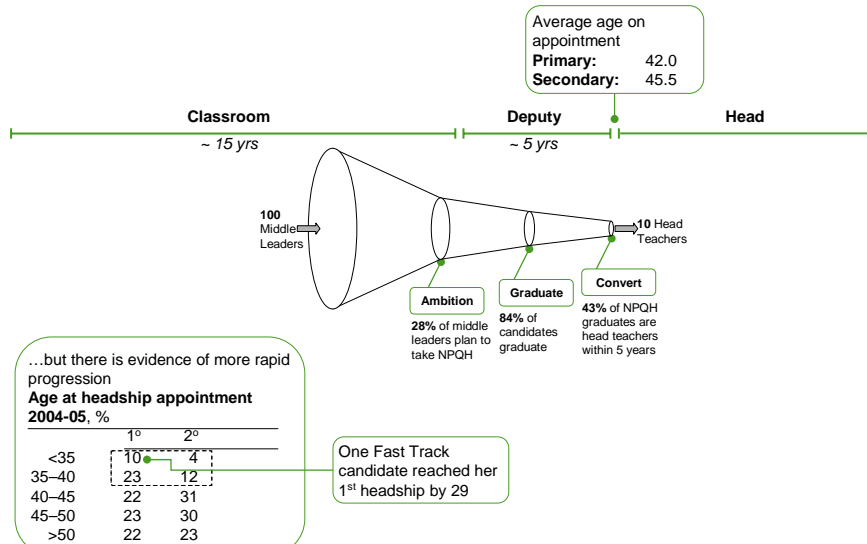 Average age on
appointment
Primary: 42.0
Secondary: 45.5
Classroom
Deputy
Head
~ 15 yrs
~ 5 yrs
100
Middle
Leaders
10 Head
Teachers
Ambition
28% of middle
leaders plan to
take NPQH
Graduate
84% of
candidates
graduate
Convert
43% of NPQH
graduates are
head teachers
within 5 years
…but there is evidence of more rapid
progression
Age at headship appointment
2004-05, %
1º 2º
<35 10 4
35–40 23 12
40–45 22 31
45–50 23 30
>50 22 23
One Fast Track
candidate reached her
1st headship by 29